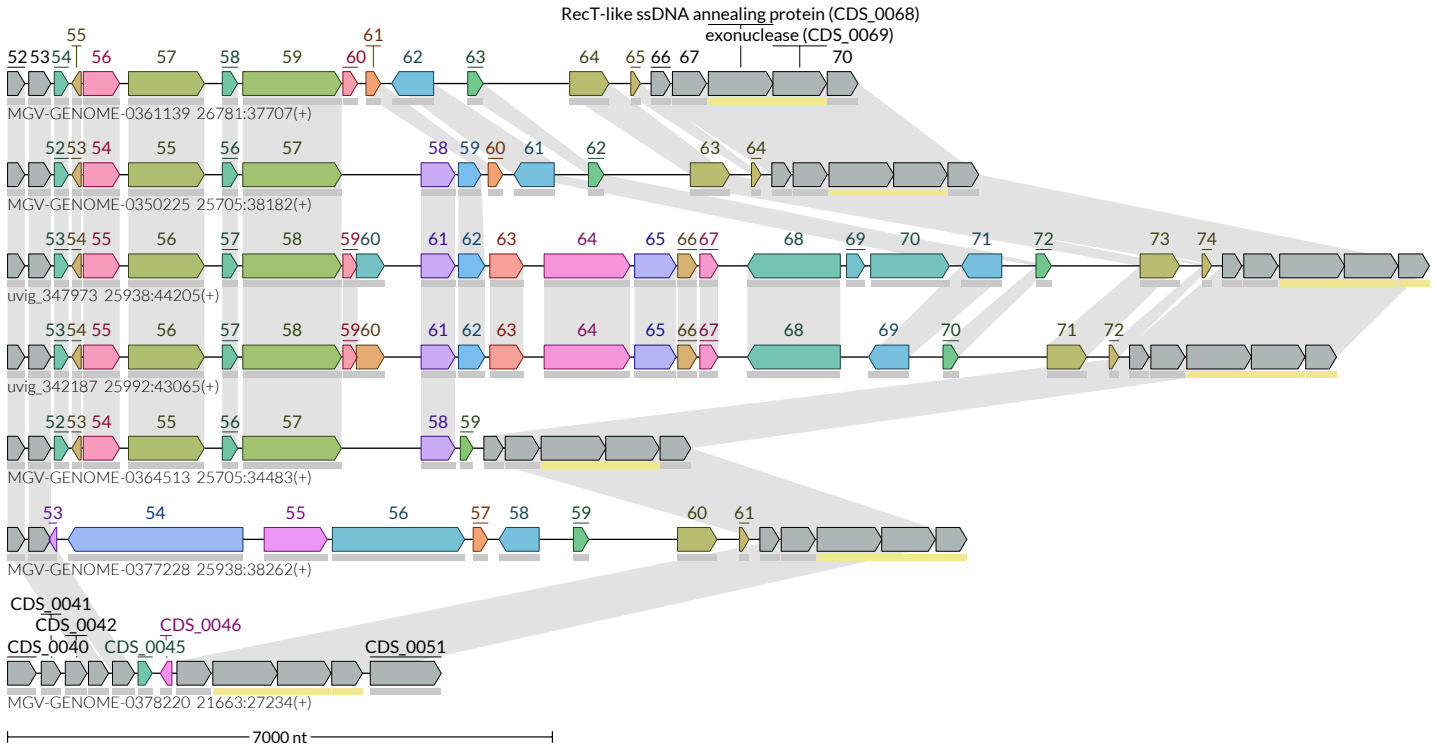 RecT-like ssDNA annealing protein (CDS_0068)
exonuclease (CDS_0069)
52 53 54 55 56 57 58 59 60 61 62 63 64 65 66 67 70
MGV-GENOME-0361139 26781:37707(+)
52 53 54 55 56 57 58 59 60 61 62 63 64
MGV-GENOME-0350225 25705:38182(+)
53 54 55 56 57 58 59 60 61 62 63 64 65 66 67 68 69 70 71 72 73 74
uvig_347973 25938:44205(+)
53 54 55 56 57 58 59 60 61 62 63 64 65 66 67 68 69 70 71 72
uvig_342187 25992:43065(+)
52 53 54 55 56 57 58 59
MGV-GENOME-0364513 25705:34483(+)
53 54 55 56 57 58 59 60 61
MGV-GENOME-0377228 25938:38262(+)
CDS_0041
CDS_0042 CDS_0046
CDS_0040 CDS_0045 CDS_0051
MGV-GENOME-0378220 21663:27234(+)
7000 nt